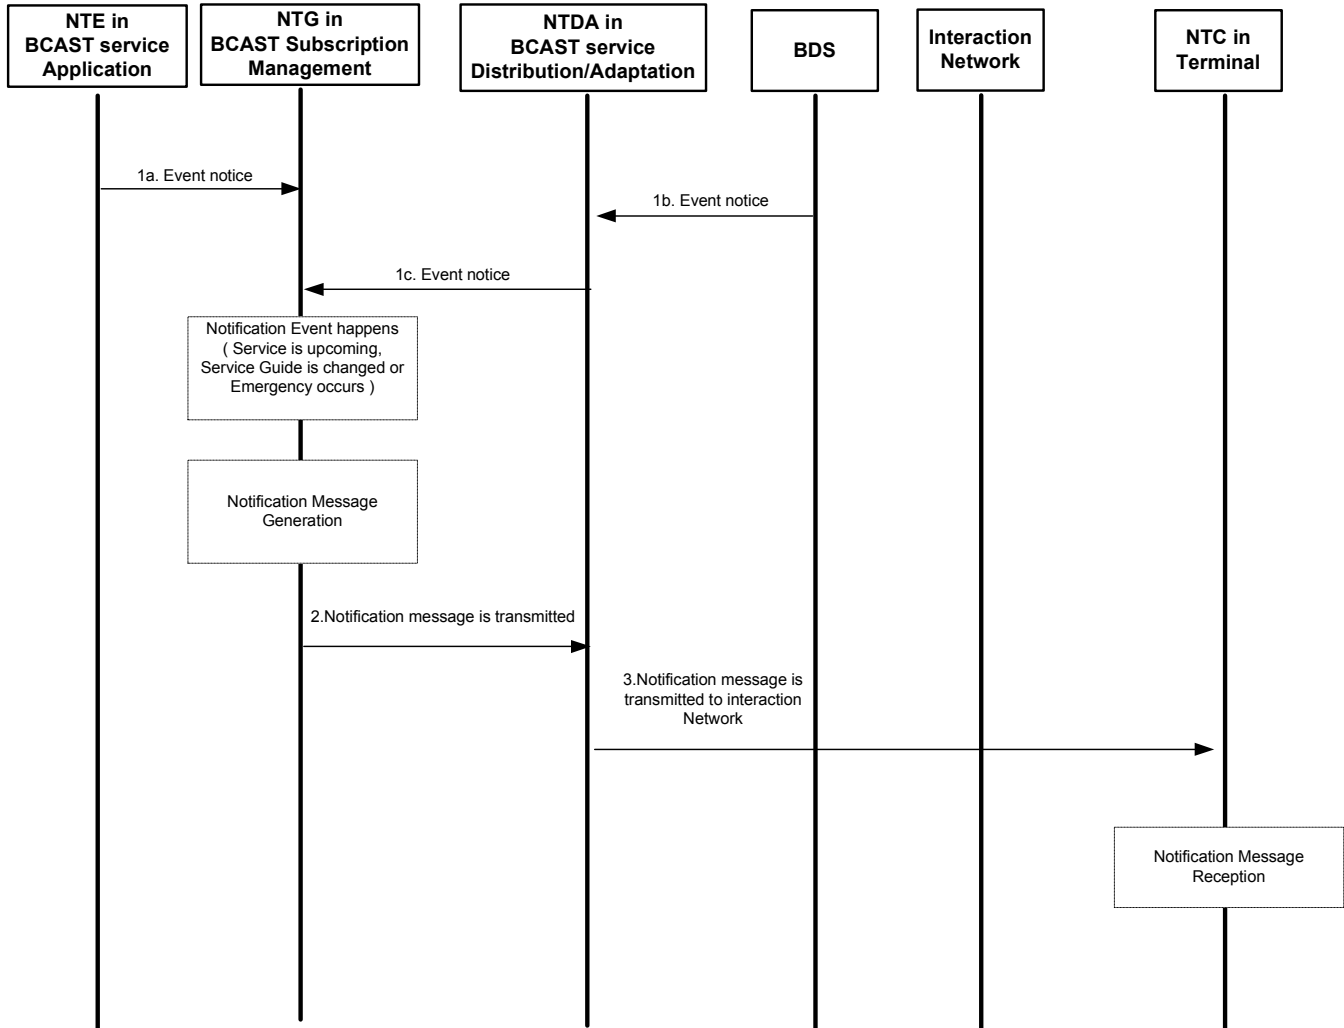 NTE in
BCAST service
Application
NTG in
BCAST Subscription
Management
NTDA in
BCAST service
Distribution/Adaptation
BDS
Interaction
Network
NTC in
Terminal
1a. Event notice
1b. Event notice
1c. Event notice
Notification Event happens
( Service is upcoming,
Service Guide is changed or
Emergency occurs )
Notification Message
Generation
2.Notification message is transmitted
3.Notification message is
transmitted to interaction
Network
Notification Message
Reception